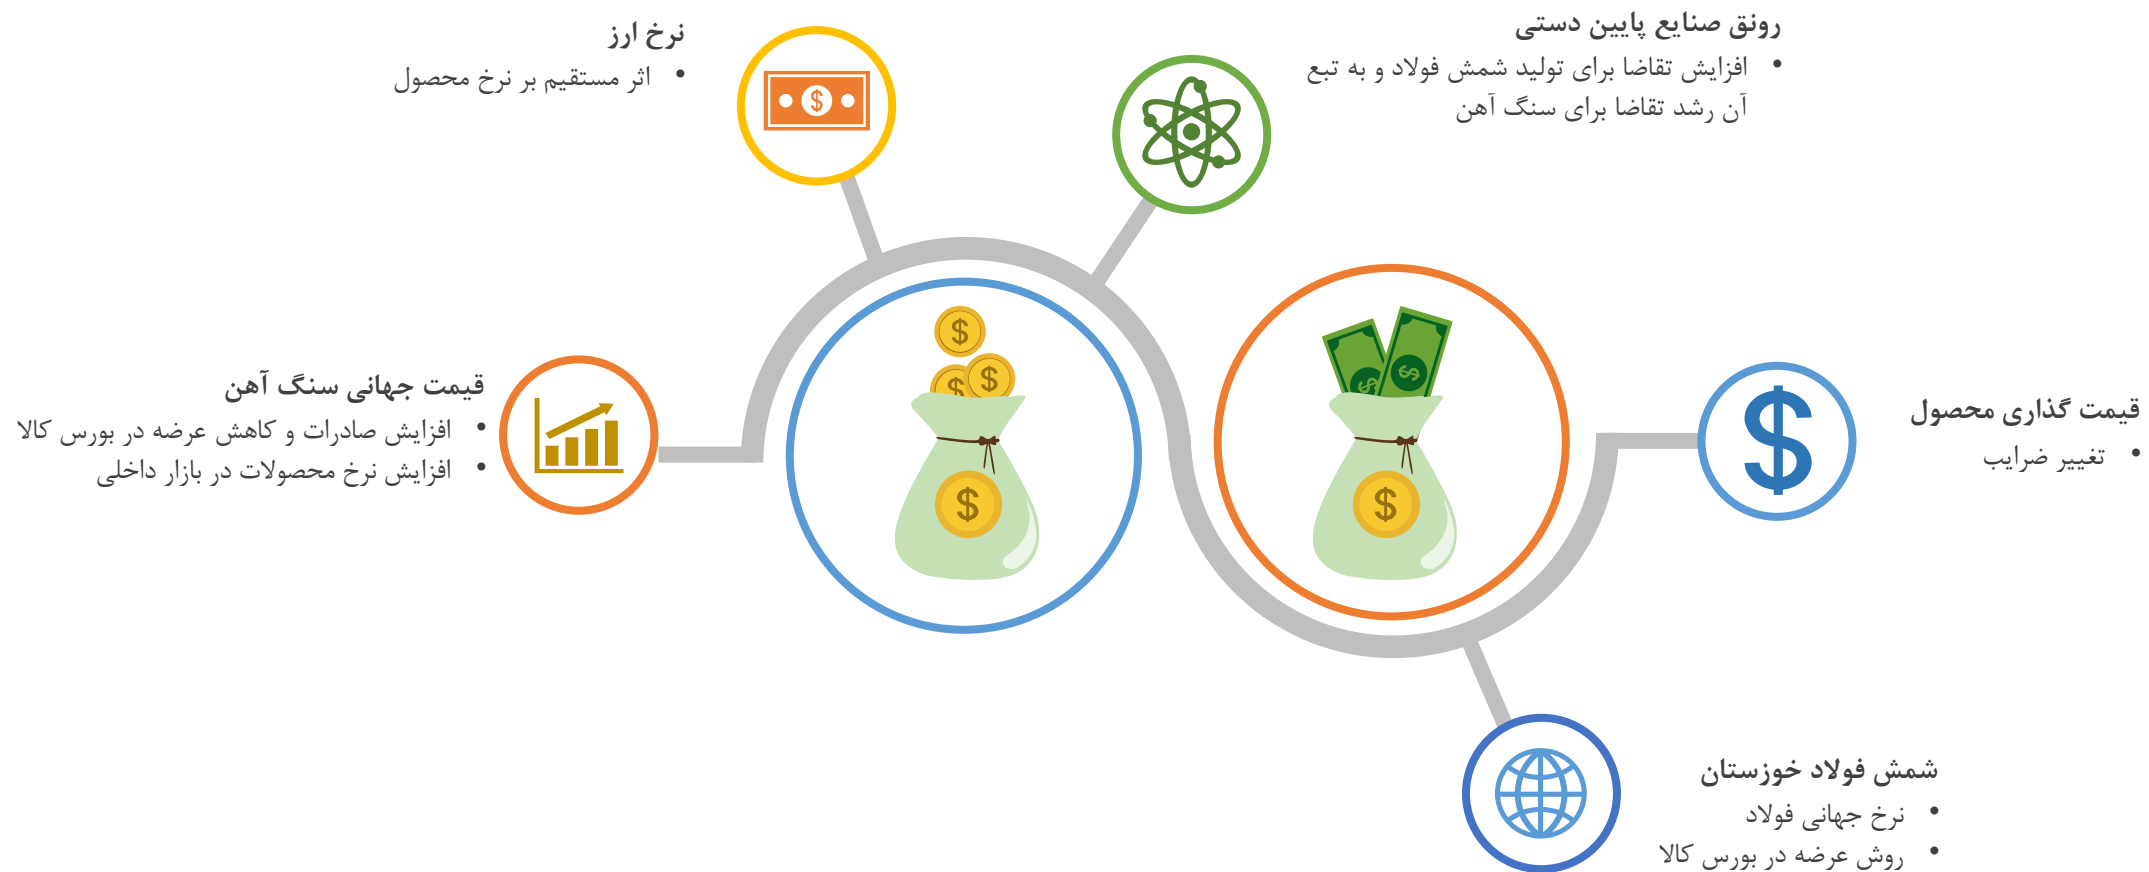 رونق صنایع پایین دستی
• افزایش تقاضا برای تولید شمش فولاد و به تبع
آن رشد تقاضا برای سنگ آهن
نرخ ارز
• اثر مستقیم بر نرخ محصول
قیمت گذاری محصول
• تغییر ضرایب
قیمت جهانی سنگ آهن
• افزایش صادرات و کاهش عرضه در بورس کالا
• افزایش نرخ محصولات در بازار داخلی
شمش فولاد خوزستان
• نرخ جهانی فولاد
• روش عرضه در بورس کالا